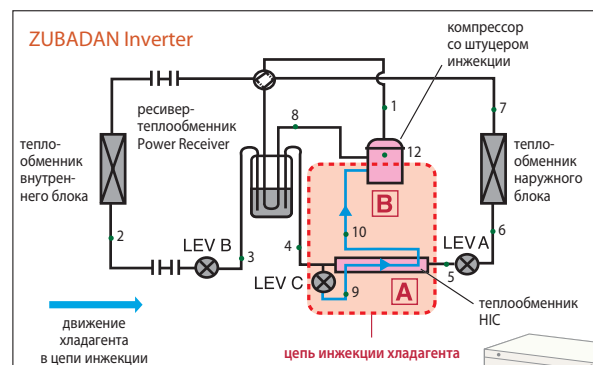 ZUBADAN Inverter
компрессор
со штуцером
инжекции
ресивер-
теплообменник
Power Receiver
1
7
8
тепло-
обменник
внутрен-
него блока
12
тепло-
обменник
наружного
блока
B
2
10
6
LEV B
3
4
LEV A
LEV C
9
A
5
теплообменник
HIC
движение
хладагента
в цепи инжекции
цепь инжекции хладагента